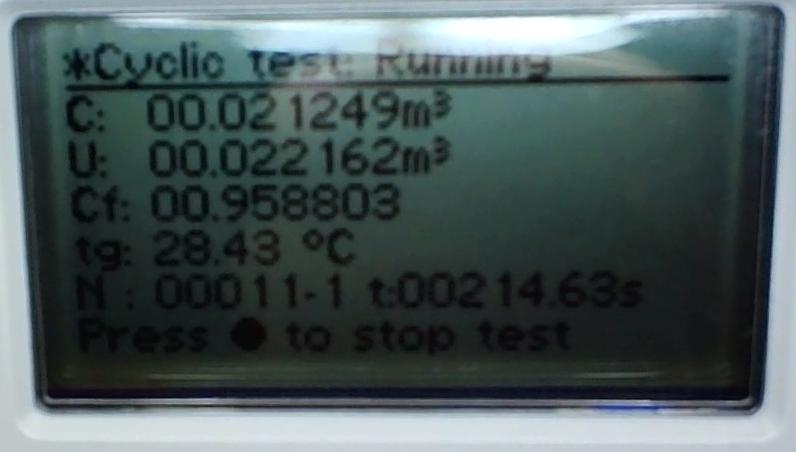 *Cyclic test: Running
C: 00.021249m³
U: 00.022162m³
Cf: 00.958803
tg: 28.43 °C
N : 00011-1 t:00214.63s
Press ● to stop test